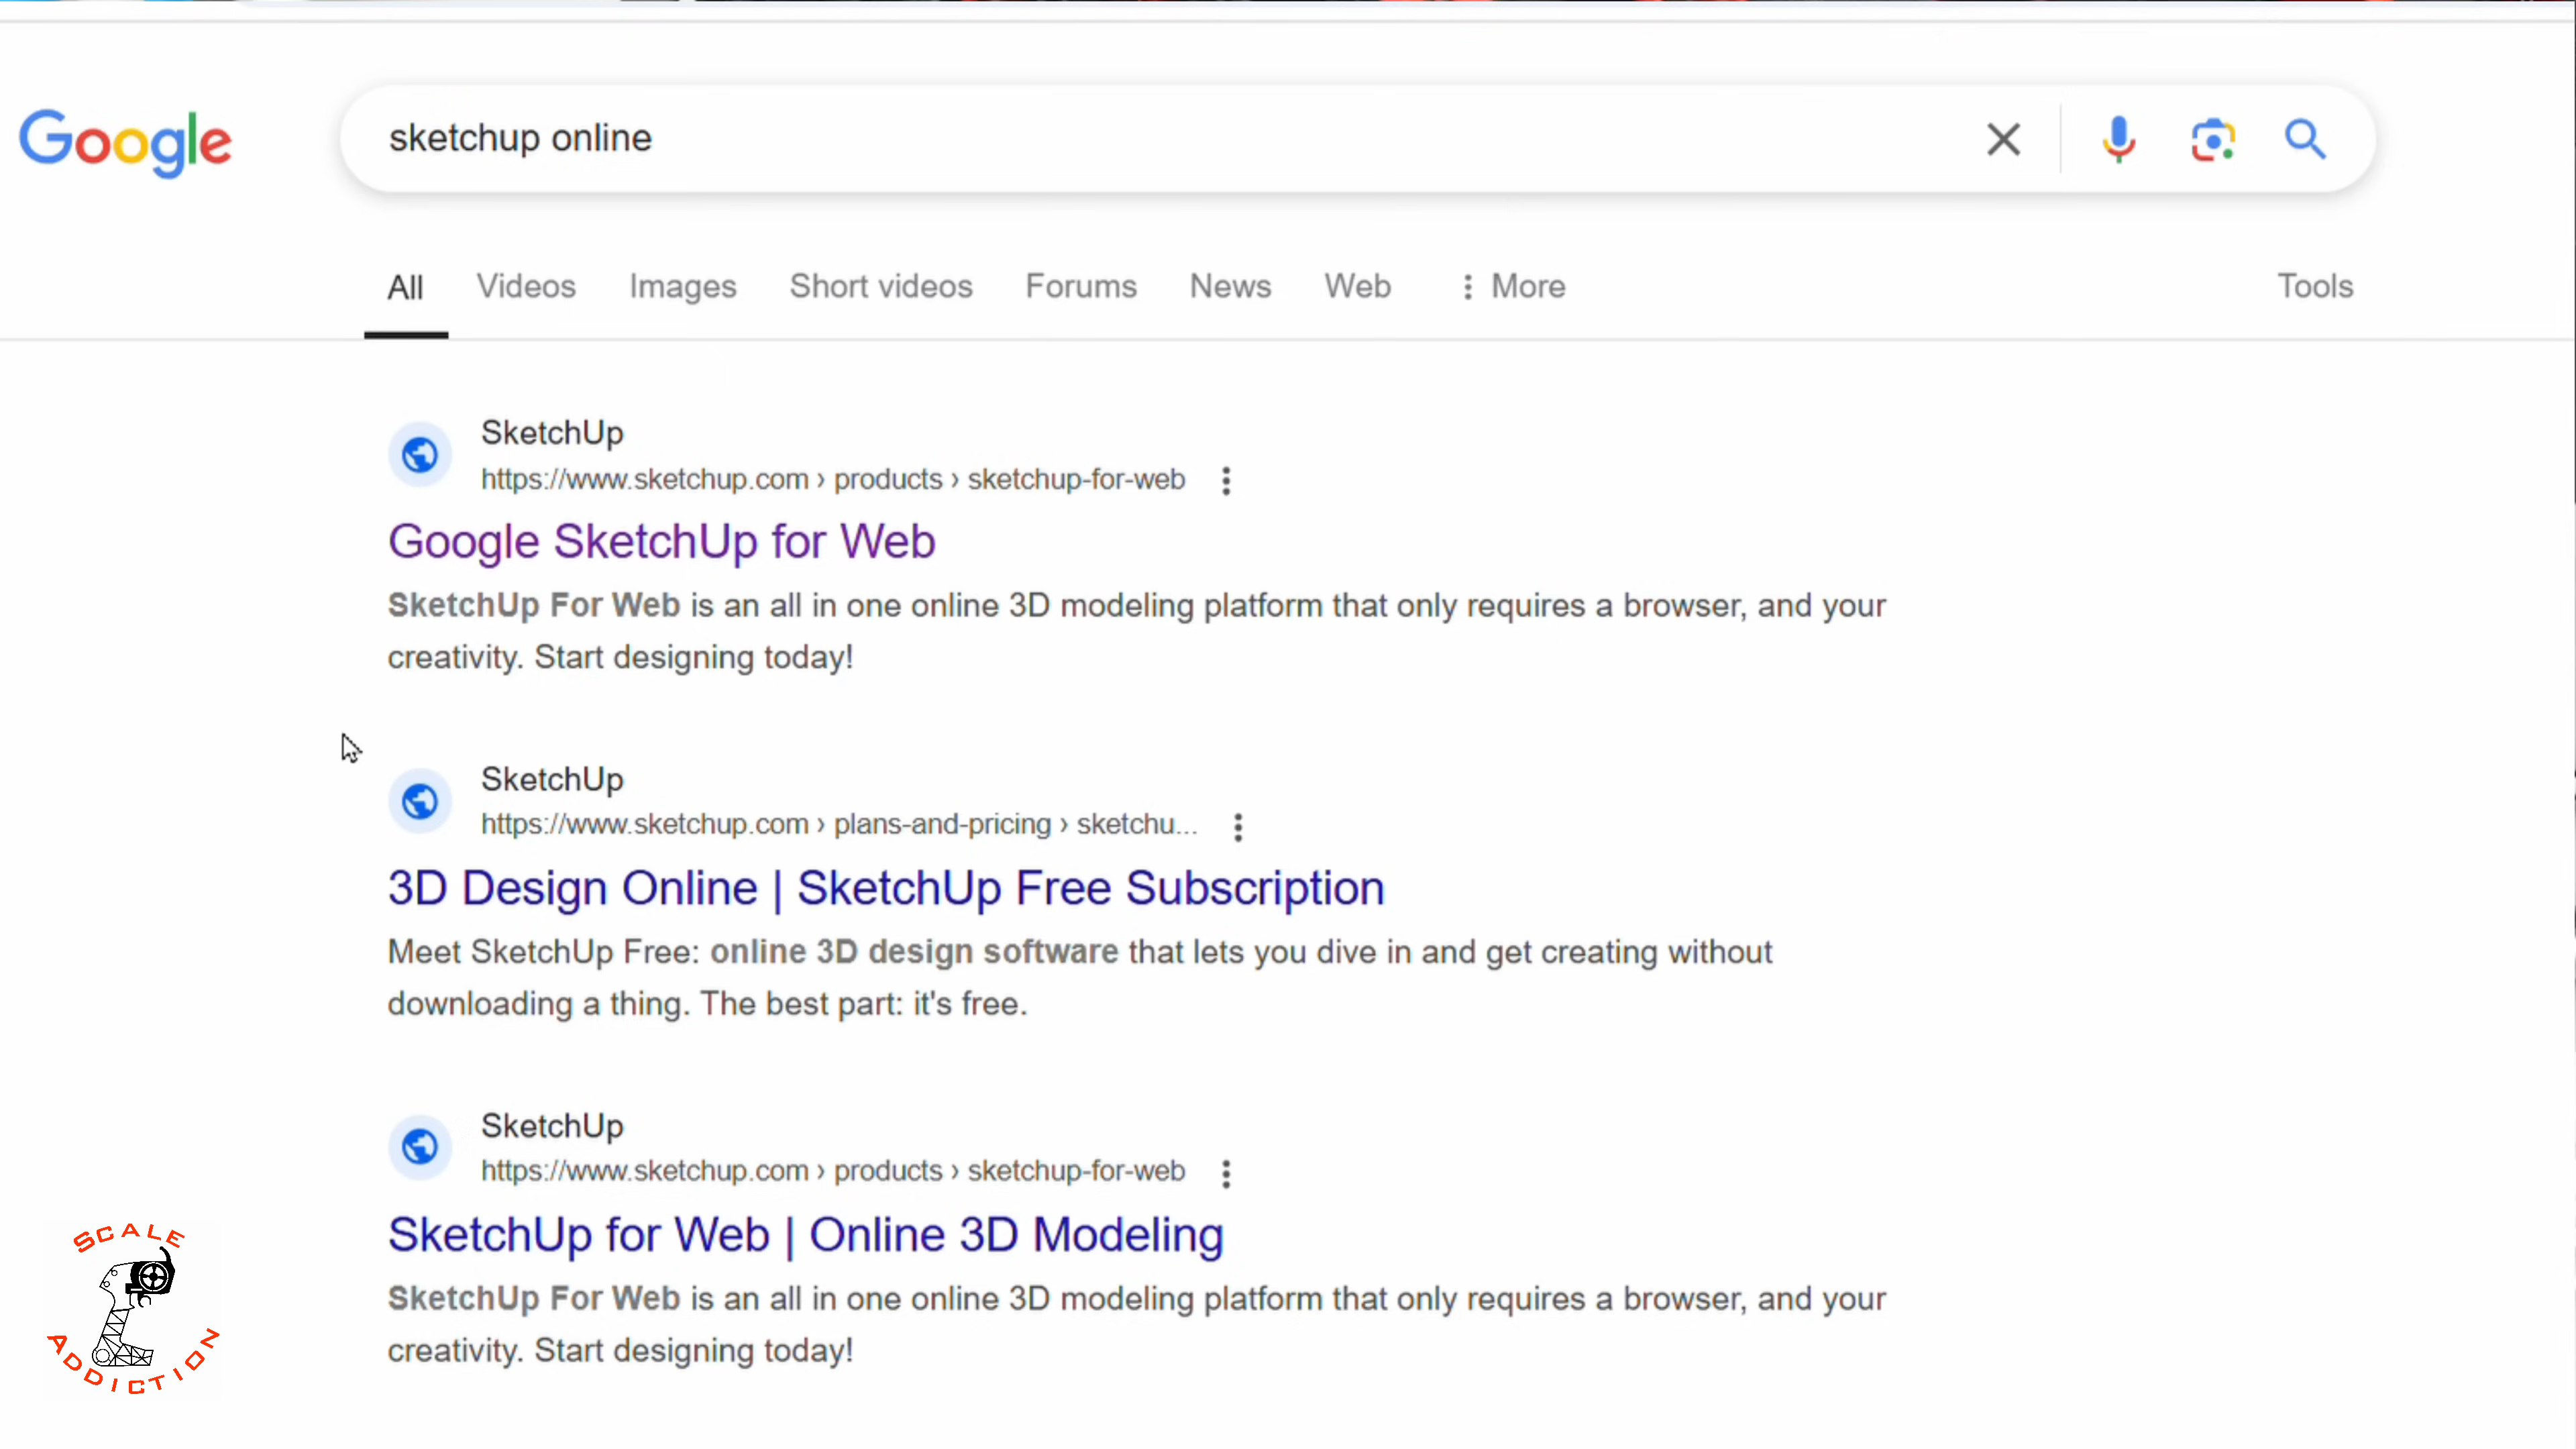 Google
sketchup online
All Videos Images Short videos Forums News Web More Tools
SketchUp
https://www.sketchup.com › products › sketchup-for-web
Google SketchUp for Web
SketchUp For Web is an all in one online 3D modeling platform that only requires a browser, and your
creativity. Start designing today!
SketchUp
https://www.sketchup.com › plans-and-pricing › sketchu...
3D Design Online | SketchUp Free Subscription
Meet SketchUp Free: online 3D design software that lets you dive in and get creating without
downloading a thing. The best part: it's free.
SketchUp
https://www.sketchup.com › products › sketchup-for-web
SketchUp for Web | Online 3D Modeling
SketchUp For Web is an all in one online 3D modeling platform that only requires a browser, and your
creativity. Start designing today!
SCALE
ADDICTION